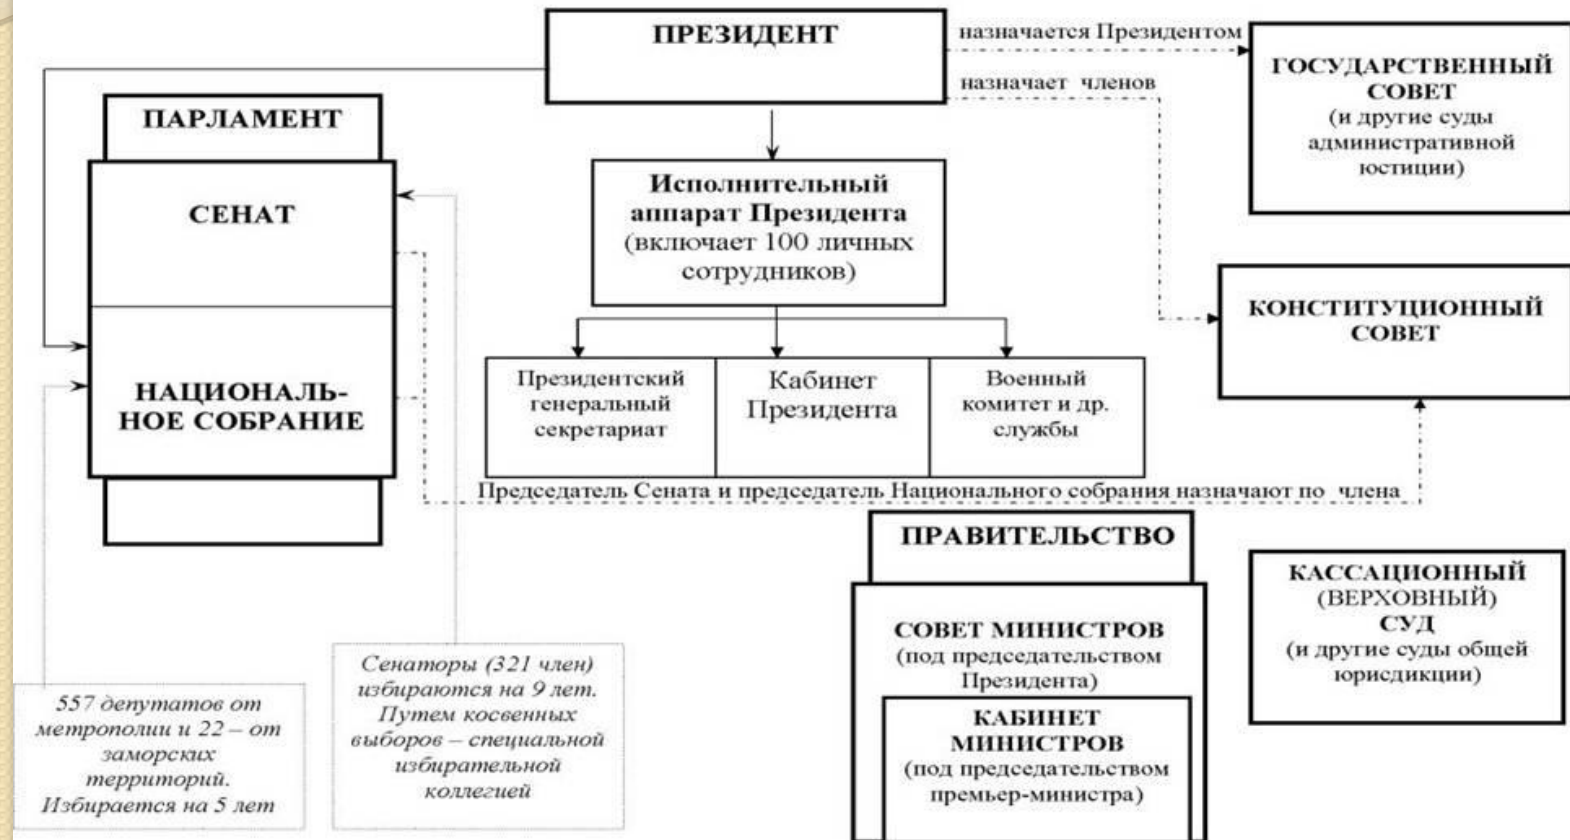 ПРЕЗИДЕНТ
назначается Президентом
назначает членов
ГОСУДАРСТВЕННЫЙ
СОВЕТ
(и другие суды
административной
юстиции)
ПАРЛАМЕНТ
СЕНАТ
НАЦИОНАЛЬ-
НОЕ СОБРАНИЕ
Исполнительный
аппарат Президента
(включает 100 личных
сотрудников)
КОНСТИТУЦИОННЫЙ
СОВЕТ
Президентский
генеральный
секретариат
Кабинет
Президента
Военный
комитет и др.
службы
Председатель Сената и председатель Национального собрания назначают по члена
ПРАВИТЕЛЬСТВО
СОВЕТ МИНИСТРОВ
(под председательством
Президента)
КАБИНЕТ
МИНИСТРОВ
(под председательством
премьер-министра)
КАССАЦИОННЫЙ
(ВЕРХОВНЫЙ)
СУД
(и другие суды общей
юрисдикции)
Сенаторы (321 член)
избираются на 9 лет.
Путем косвенных
выборов – специальной
избирательной
коллегией
557 депутатов от
метрополии и 22 – от
заморских
территорий.
Избирается на 5 лет